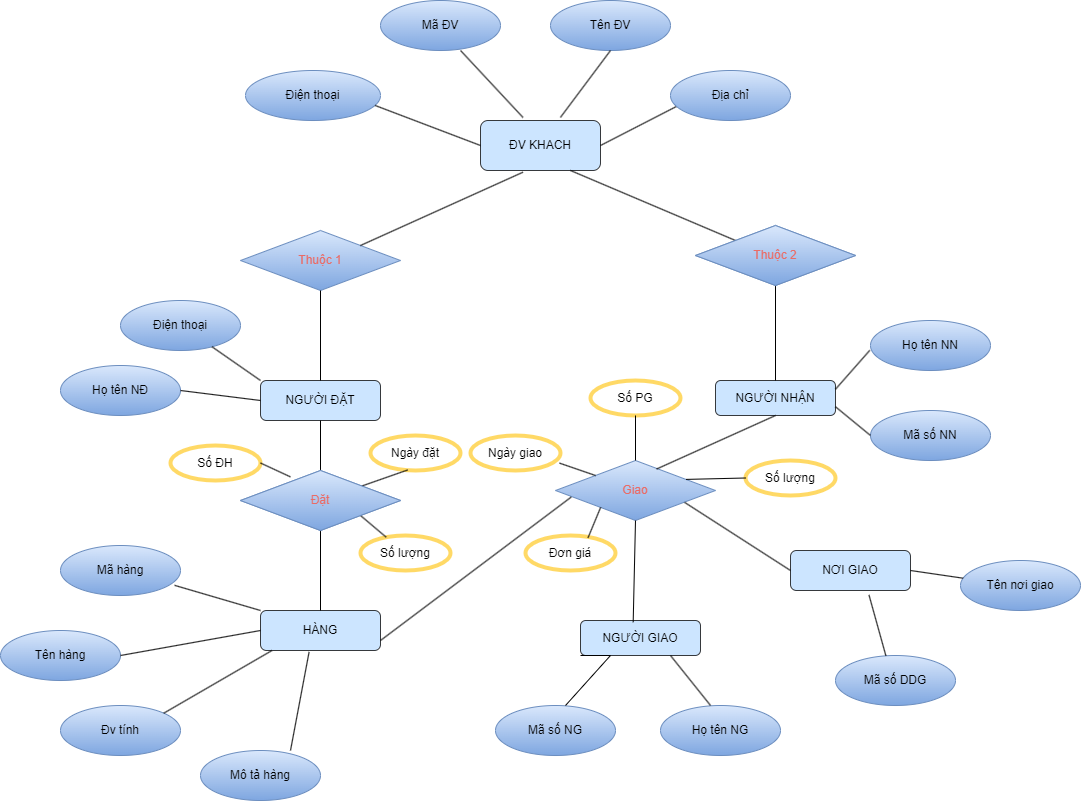 Mã ĐV
Tên ĐV
Điện thoại
Địa chỉ
ĐV KHACH
Thuộc 1
Thuộc 2
Điện thoại
Họ tên NN
Họ tên NĐ
NGƯỜI ĐẶT
Số PG
NGƯỜI NHẬN
Mã số NN
Số ĐH
Ngày đặt
Ngày giao
Số lượng
Đặt
Giao
Số lượng
Đơn giá
Mã hàng
NƠI GIAO
Tên nơi giao
HÀNG
NGƯỜI GIAO
Tên hàng
Mã số DDG
Đv tính
Mã số NG
Họ tên NG
Mô tả hàng